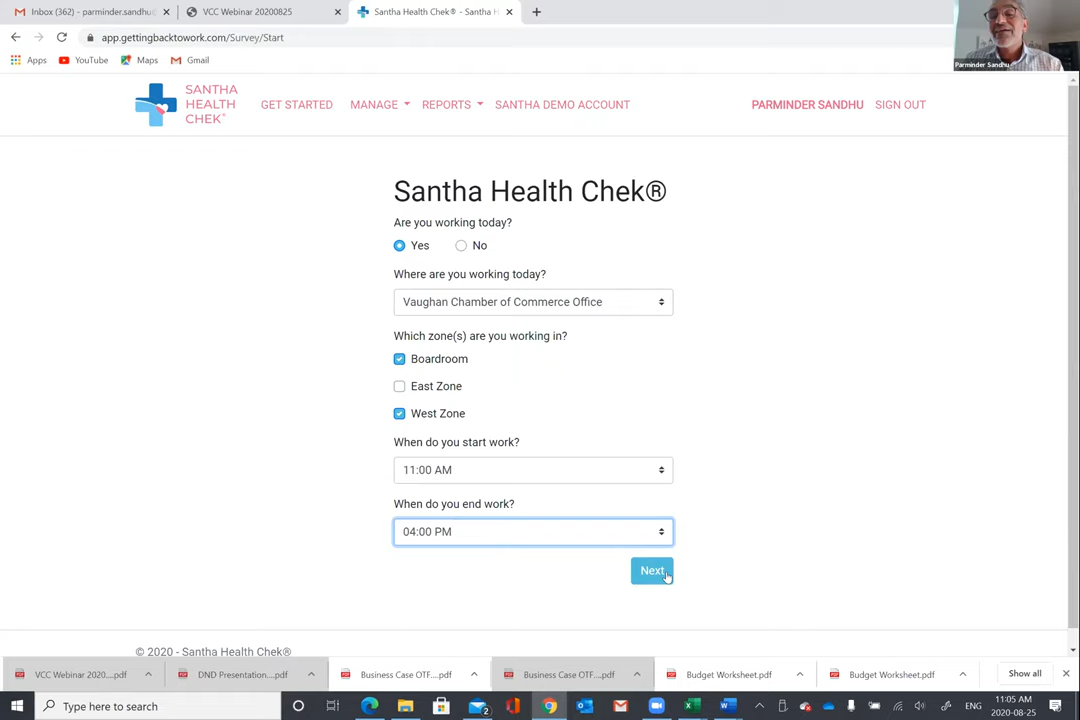 Inbox (362) - parminder.sandhu@
VCC Webinar 20200825
Santha Health Chek® - Santha H
app.gettingbacktowork.com/Survey/Start
Apps
YouTube
Maps
Gmail
Parminder Sandhu
SANTHA
HEALTH
CHEK®
GET STARTED
MANAGE
REPORTS
SANTHA DEMO ACCOUNT
PARMINDER SANDHU
SIGN OUT
Santha Health Chek®
Are you working today?
Yes
No
Where are you working today?
Vaughan Chamber of Commerce Office
Which zone(s) are you working in?
Boardroom
East Zone
West Zone
When do you start work?
11:00 AM
When do you end work?
04:00 PM
Next
© 2020 - Santha Health Chek®
VCC Webinar 2020....pdf
DND Presentation....pdf
Business Case OTF....pdf
Business Case OTF....pdf
Budget Worksheet.pdf
Budget Worksheet.pdf
Show all
Type here to search
ENG
11:05 AM
2020-08-25